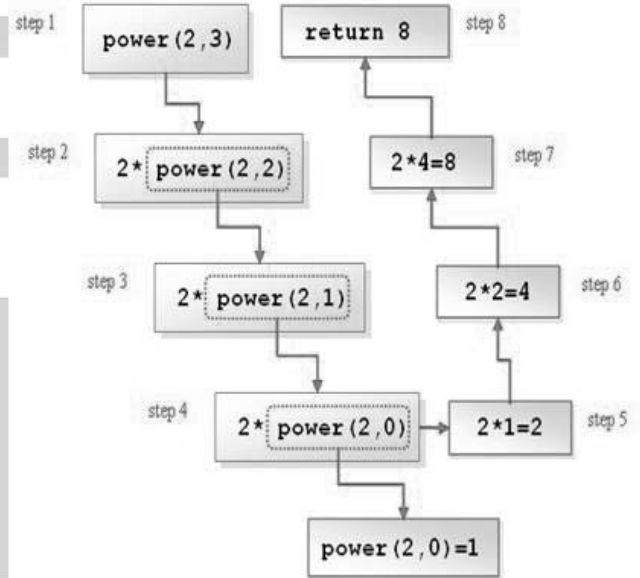 step 1
power(2,3)
step 2
2* power(2,2)
step 3
2* power(2,1)
step 4
2* power(2,0)
power(2,0)=1
2*1=2
step 5
2*2=4
step 6
2*4=8
step 7
return 8
step 8